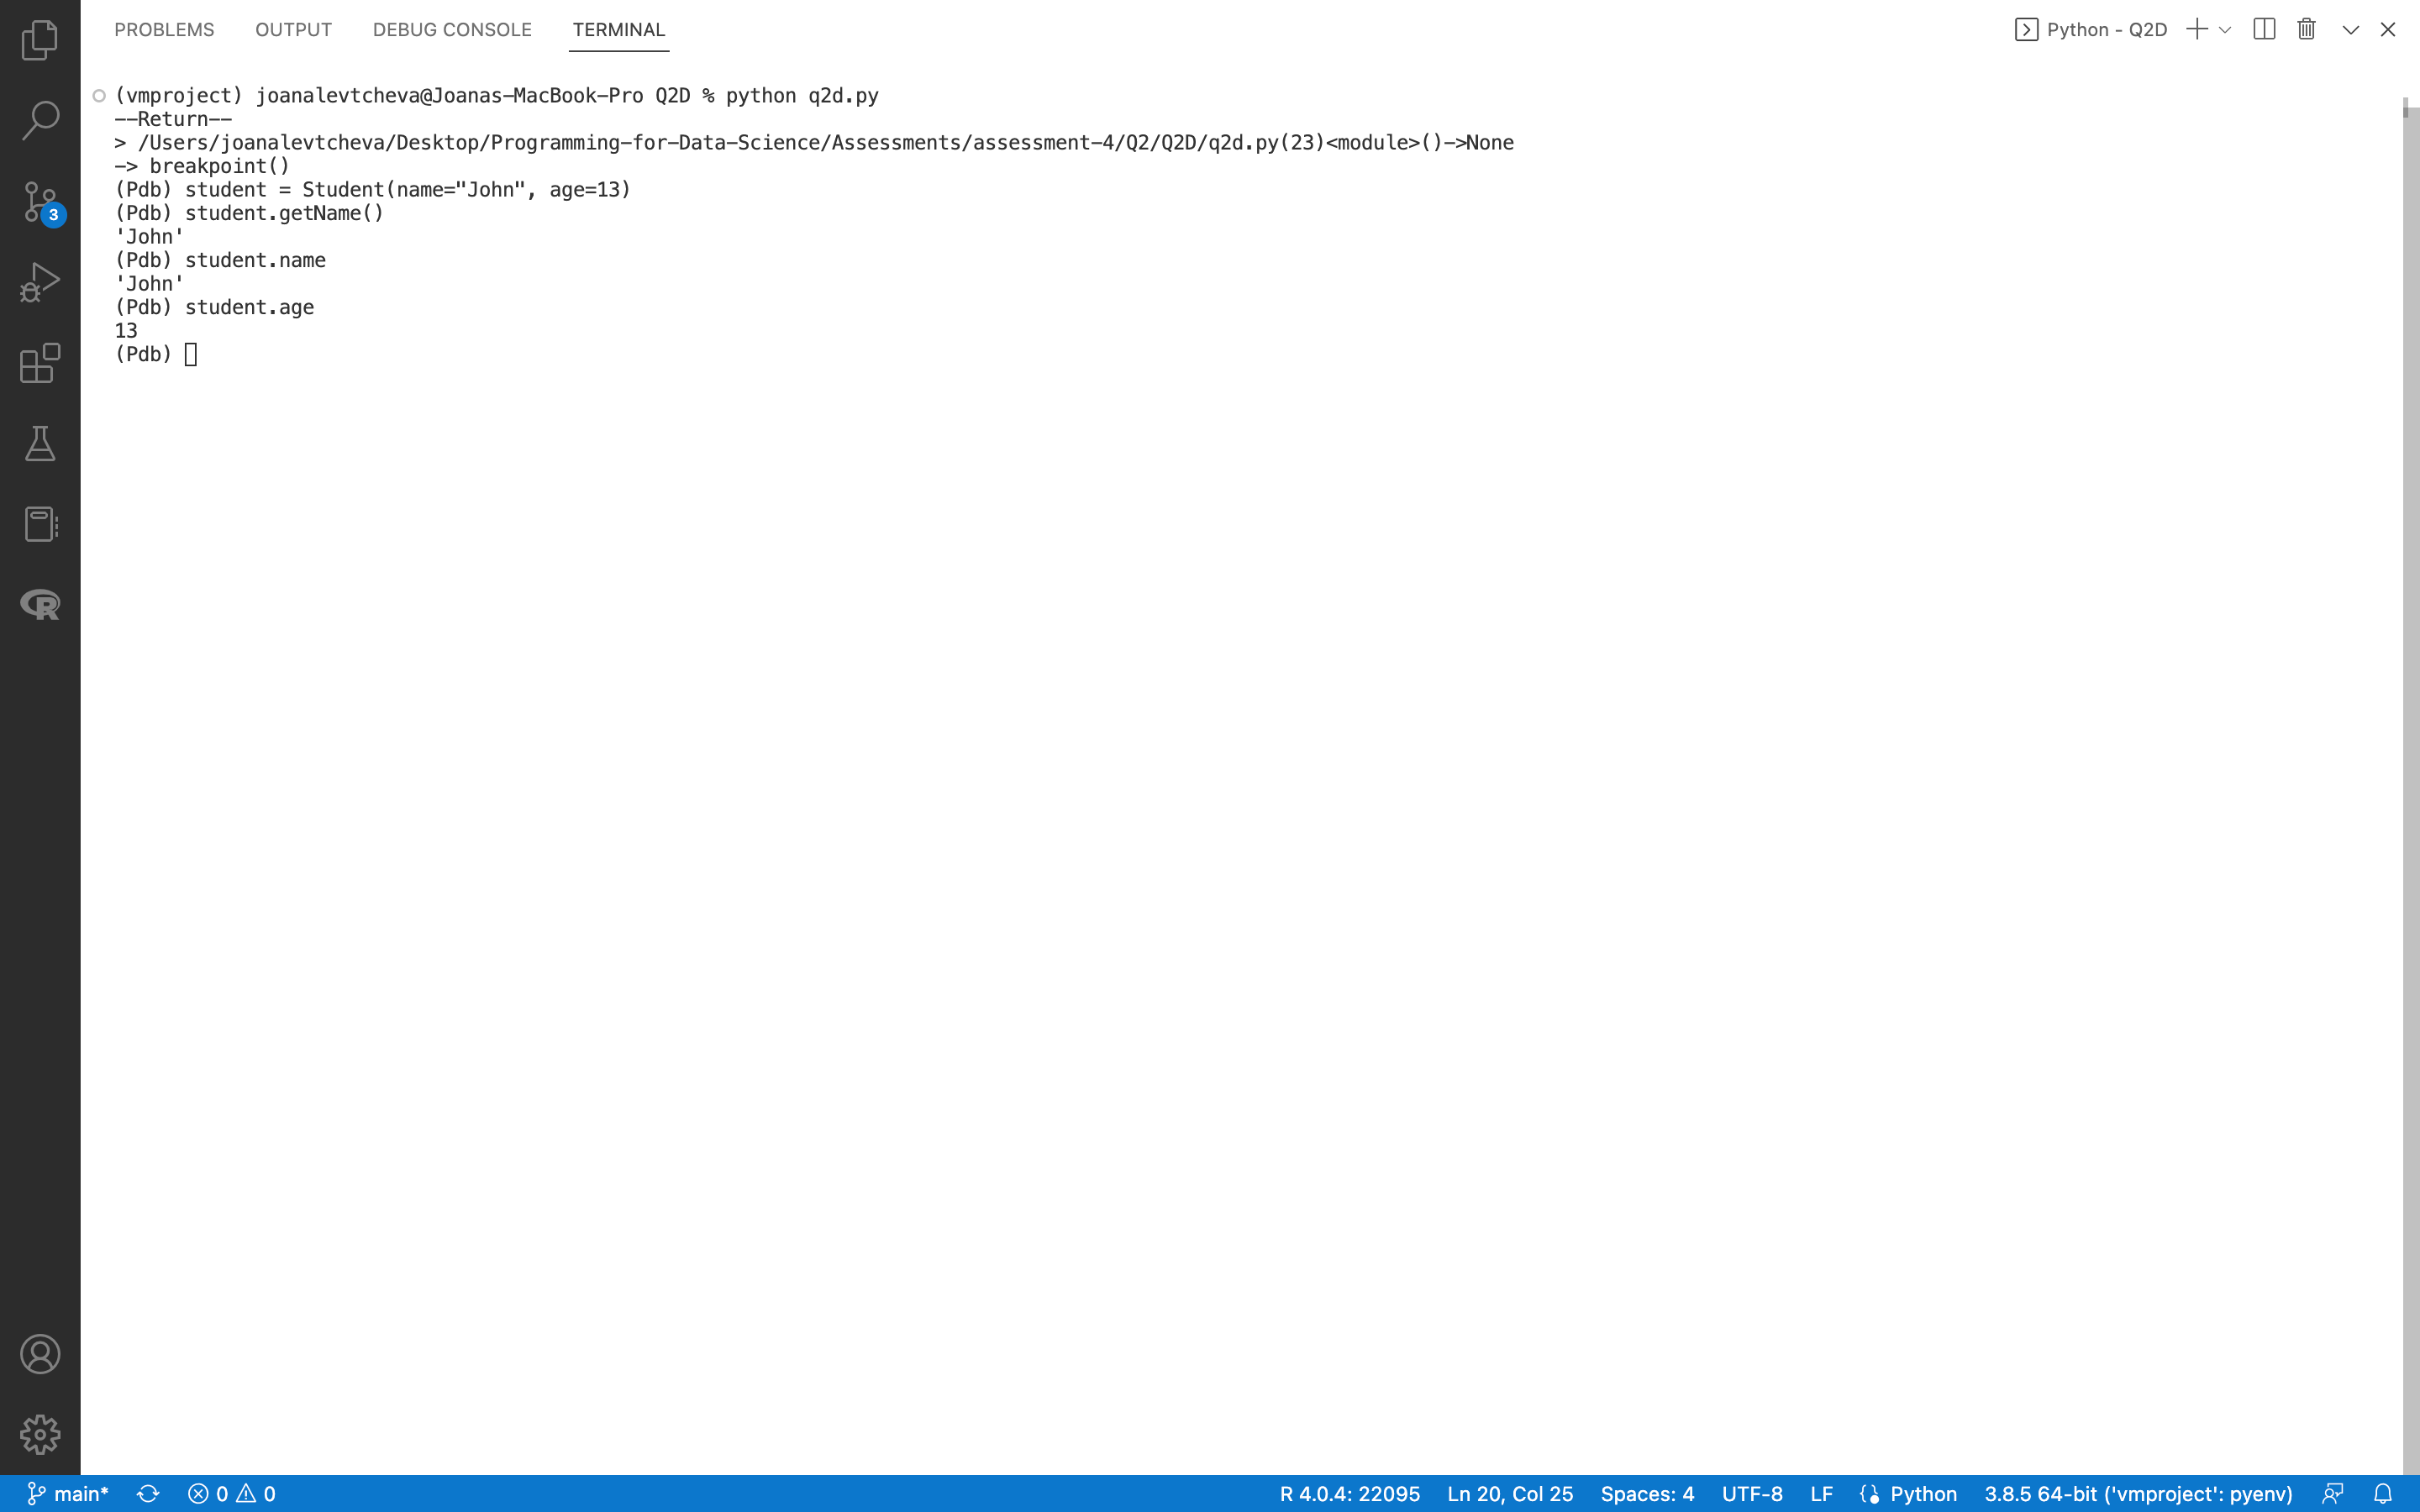 PROBLEMS OUTPUT DEBUG CONSOLE TERMINAL Python - Q2D
(vmproject) joanalevtcheva@Joanas-MacBook-Pro Q2D % python q2d.py
--Return--
> /Users/joanalevtcheva/Desktop/Programming-for-Data-Science/Assessments/assessment-4/Q2/Q2D/q2d.py(23)<module>()->None
-> breakpoint()
(Pdb) student = Student(name="John", age=13)
(Pdb) student.getName()
'John'
(Pdb) student.name
'John'
(Pdb) student.age
13
(Pdb)
3
R
main* 0 0 R 4.0.4: 22095 Ln 20, Col 25 Spaces: 4 UTF-8 LF Python 3.8.5 64-bit ('vmproject': pyenv)